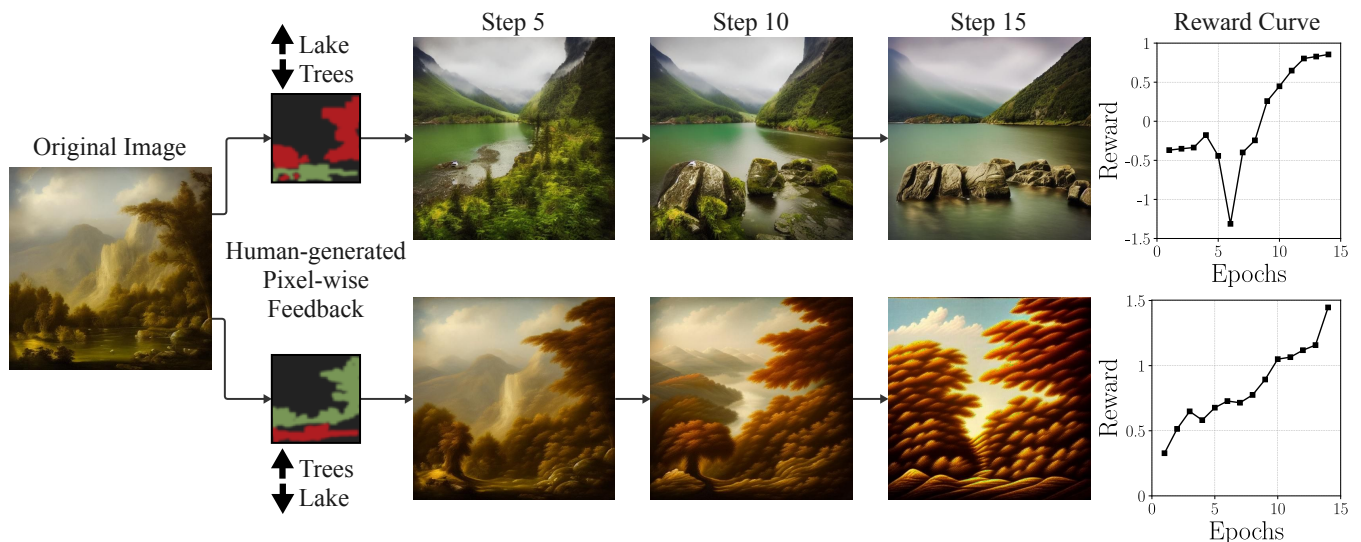 Step 5
Step 10
Step 15
Reward Curve
Lake
Trees
Original Image
Human-generated
Pixel-wise
Feedback
Trees
Lake
1
0.5
0
-0.5
-1
-1.5
Reward
0
5
10
15
Epochs
1.5
1
0.5
0
Reward
0
5
10
15
Epochs